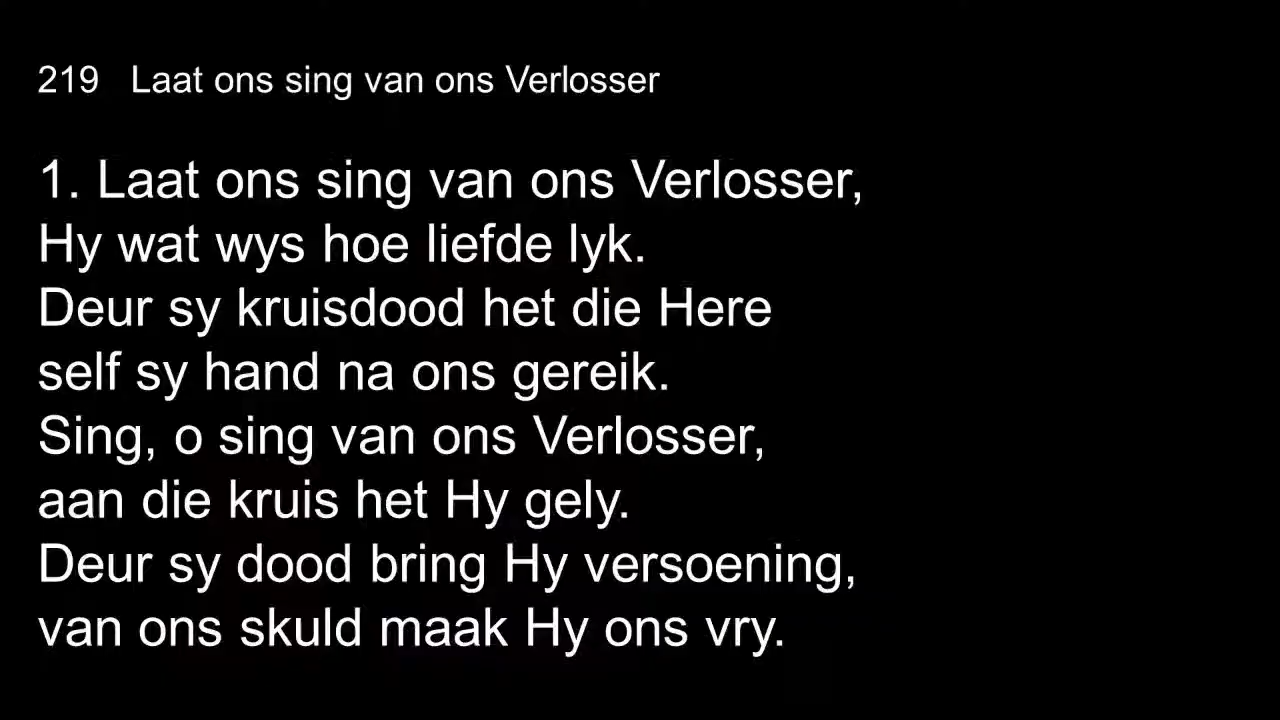 219 Laat ons sing van ons Verlosser
1. Laat ons sing van ons Verlosser,
Hy wat wys hoe liefde lyk.
Deur sy kruisdood het die Here
self sy hand na ons gereik.
Sing, o sing van ons Verlosser,
aan die kruis het Hy gely.
Deur sy dood bring Hy versoening,
van ons skuld maak Hy ons vry.